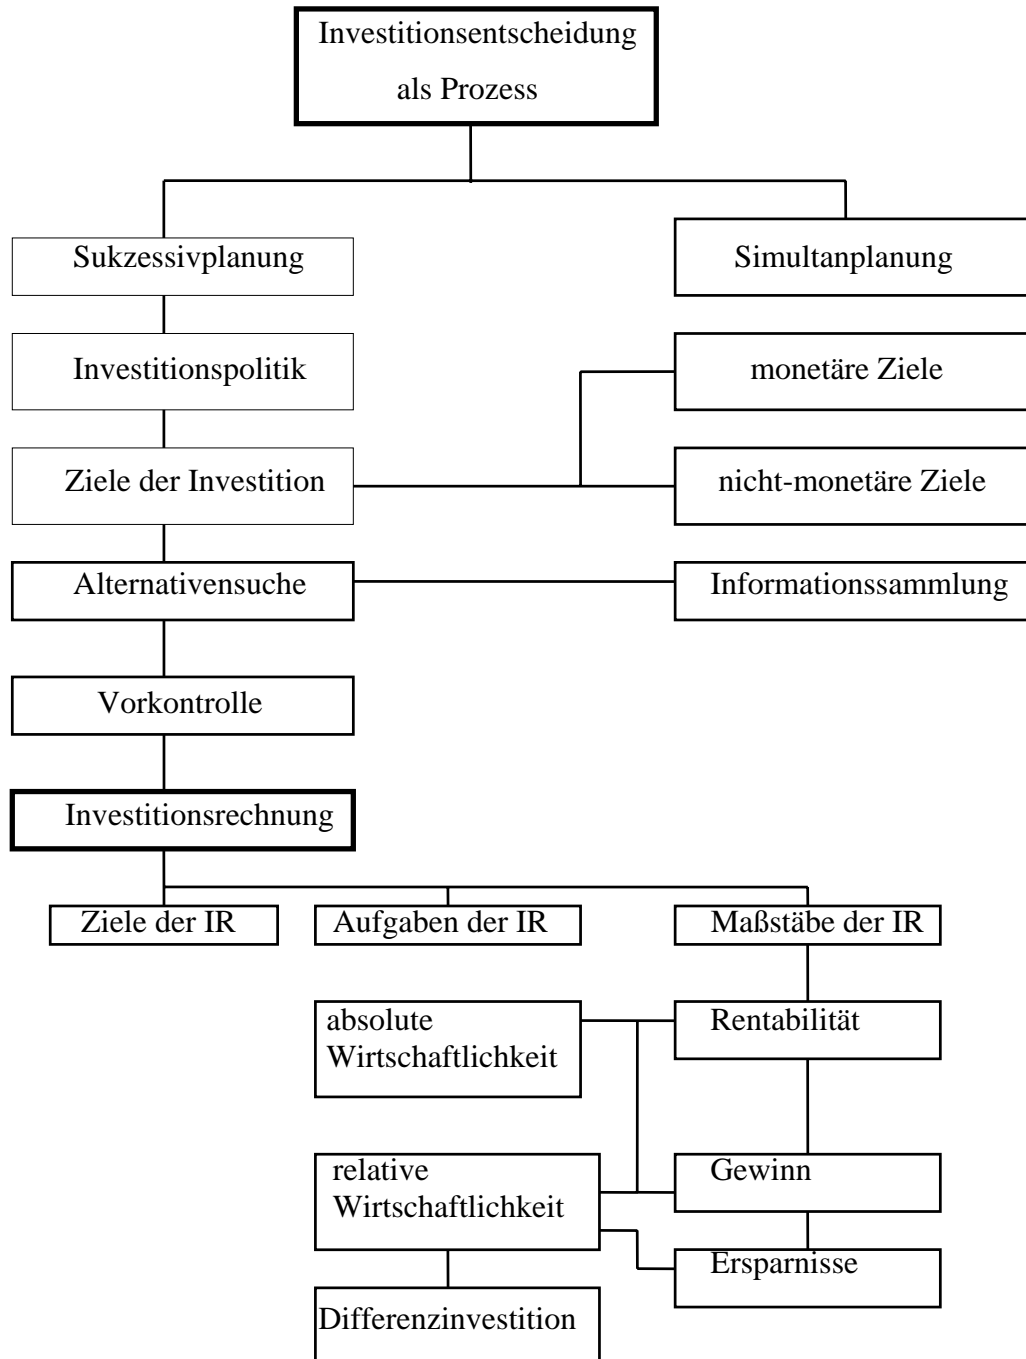 Investitionsentscheidung
als Prozess
Sukzessivplanung
Simultanplanung
Investitionspolitik
monetäre Ziele
Ziele der Investition
nicht-monetäre Ziele
Alternativensuche
Informationssammlung
Vorkontrolle
Investitionsrechnung
Ziele der IR
Aufgaben der IR
Maßstäbe der IR
absolute
Wirtschaftlichkeit
Rentabilität
relative
Wirtschaftlichkeit
Gewinn
Ersparnisse
Differenzinvestition